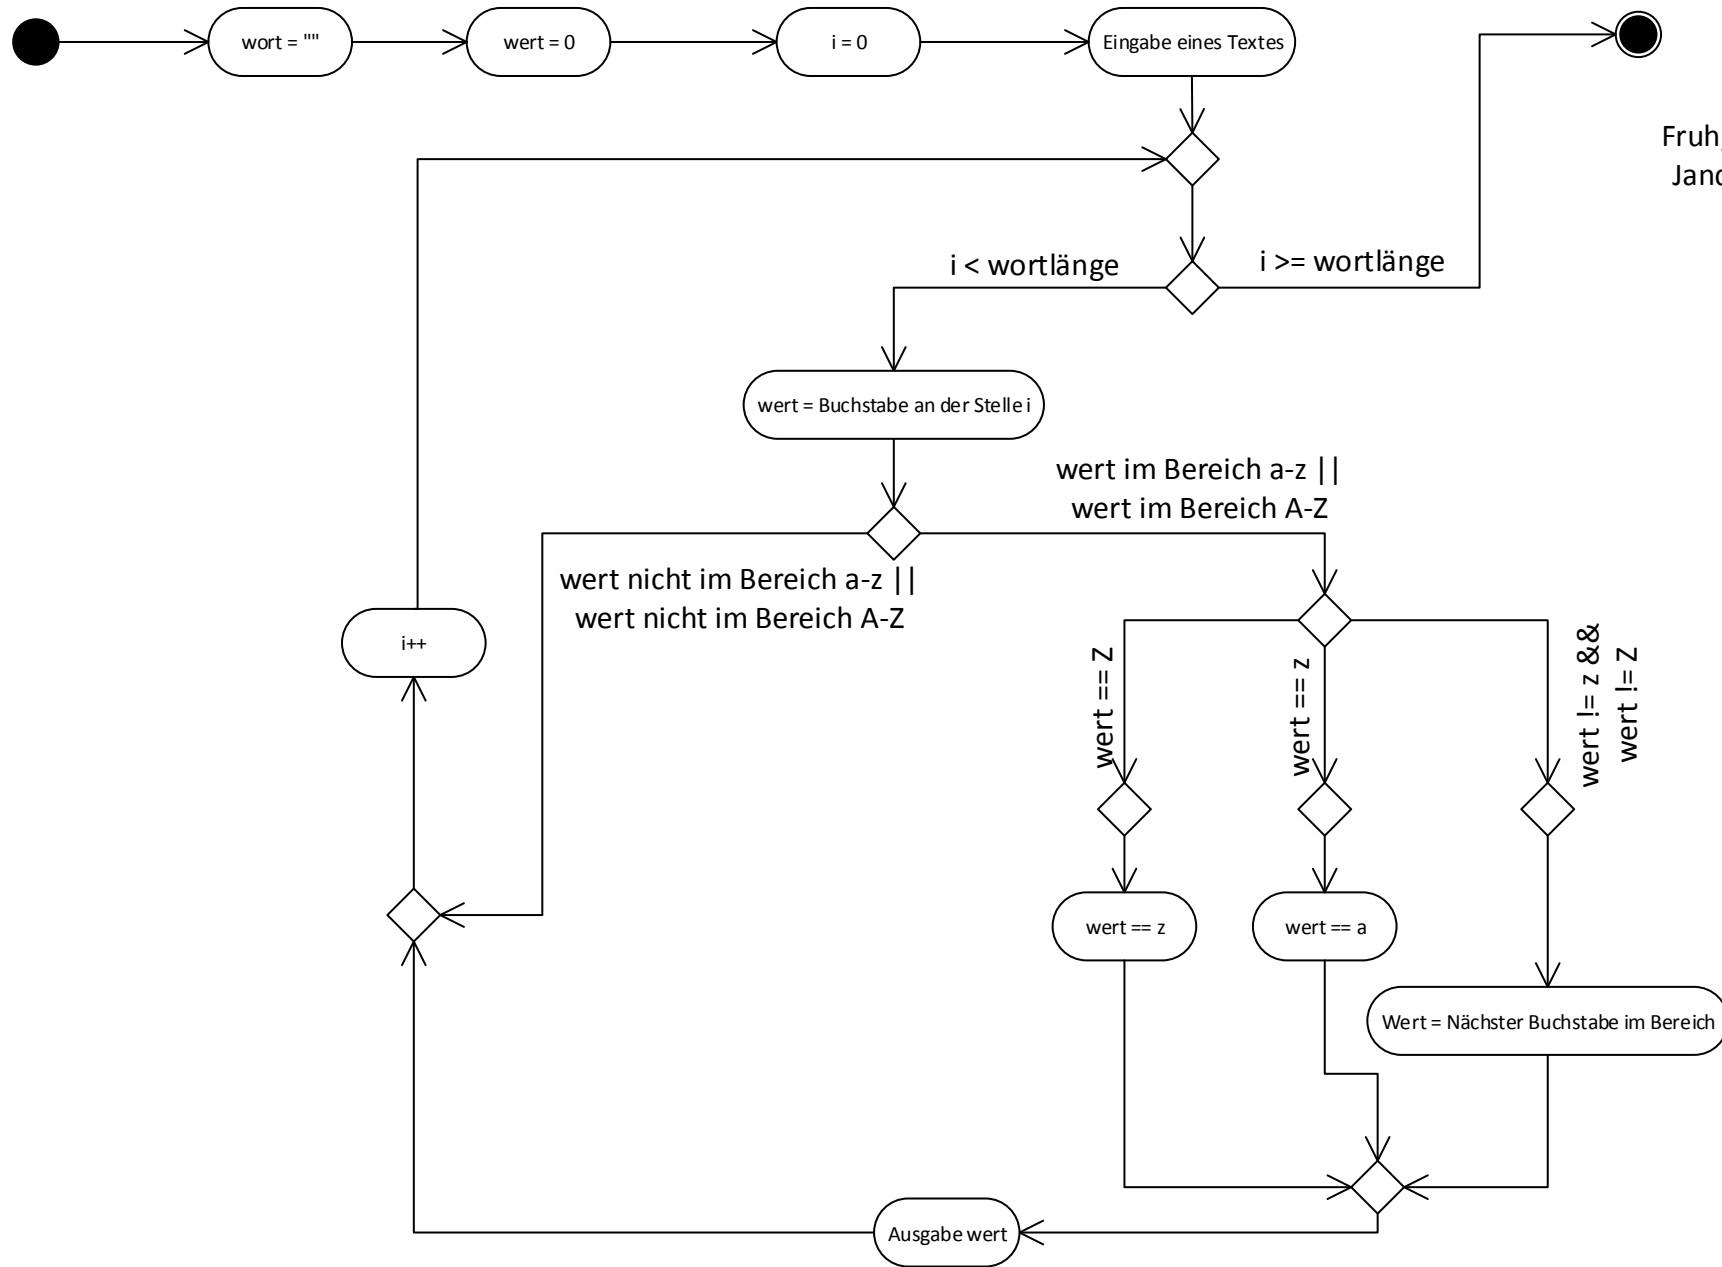 wort = ""
wert = 0
i = 0
Eingabe eines Textes
i < wortlänge
i >= wortlänge
wert = Buchstabe an der Stelle i
wert im Bereich a-z ||
wert im Bereich A-Z
wert nicht im Bereich a-z ||
wert nicht im Bereich A-Z
i++
wert == Z
wert == z
wert != z &&
wert != Z
wert == z
wert == a
Wert = Nächster Buchstabe im Bereich
Ausgabe wert